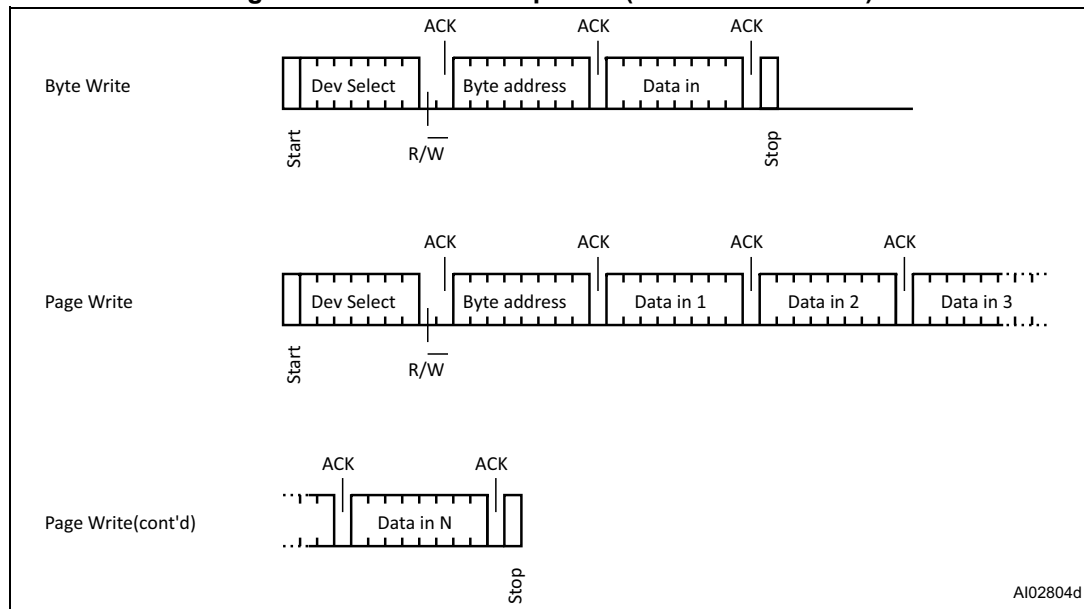 ACK ACK ACK
Byte Write
Dev Select Byte address Data in
Start
R/W
Stop
ACK ACK ACK ACK
Page Write
Dev Select Byte address Data in 1 Data in 2 Data in 3
Start
R/W
ACK ACK
Page Write(cont'd)
Data in N
Stop
AI02804d